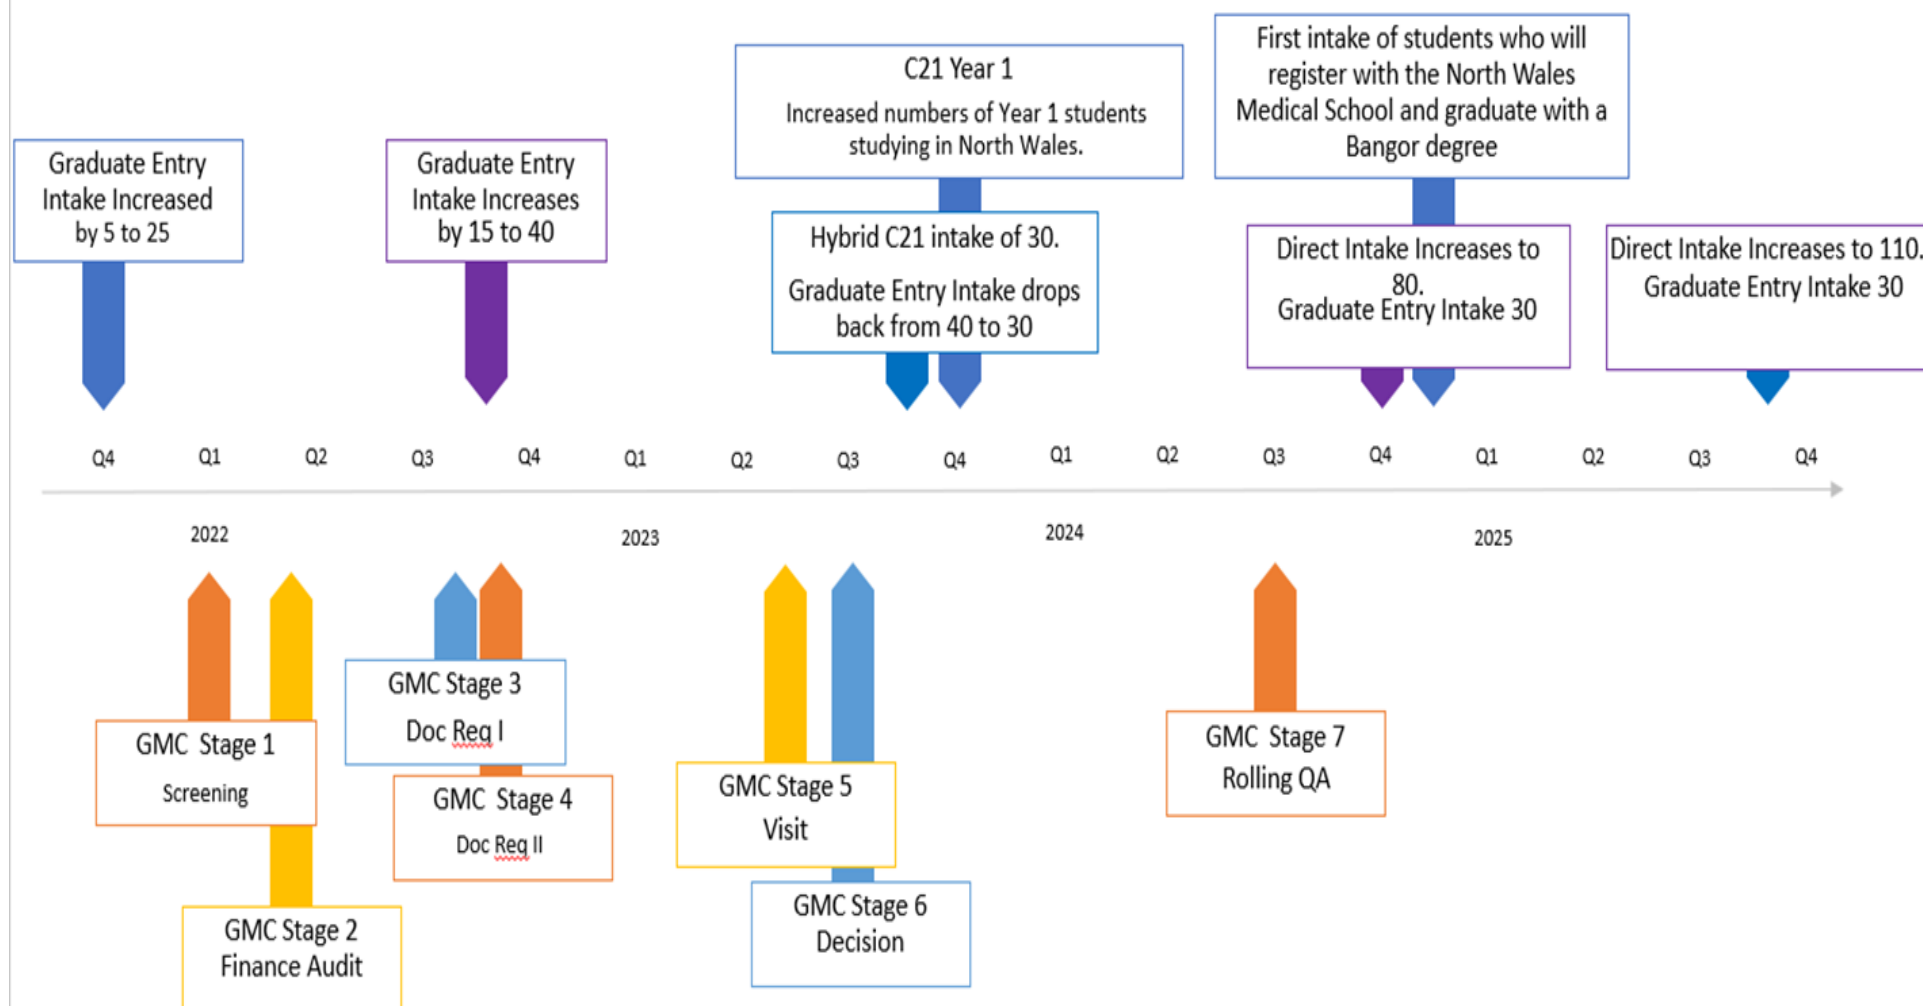 Graduate Entry
Intake Increased
by 5 to 25
Graduate Entry
Intake Increases
by 15 to 40
C21 Year 1
Increased numbers of Year 1 students
studying in North Wales.
Hybrid C21 intake of 30.
Graduate Entry Intake drops
back from 40 to 30
First intake of students who will
register with the North Wales
Medical School and graduate with a
Bangor degree
Direct Intake Increases to
80.
Graduate Entry Intake 30
Direct Intake Increases to 110.
Graduate Entry Intake 30
Q4 Q1 Q2 Q3 Q4 Q1 Q2 Q3 Q4 Q1 Q2 Q3 Q4 Q1 Q2 Q3 Q4
2022 2023 2024 2025
GMC Stage 1
Screening
GMC Stage 2
Finance Audit
GMC Stage 3
Doc Req I
GMC Stage 4
Doc Req II
GMC Stage 5
Visit
GMC Stage 6
Decision
GMC Stage 7
Rolling QA